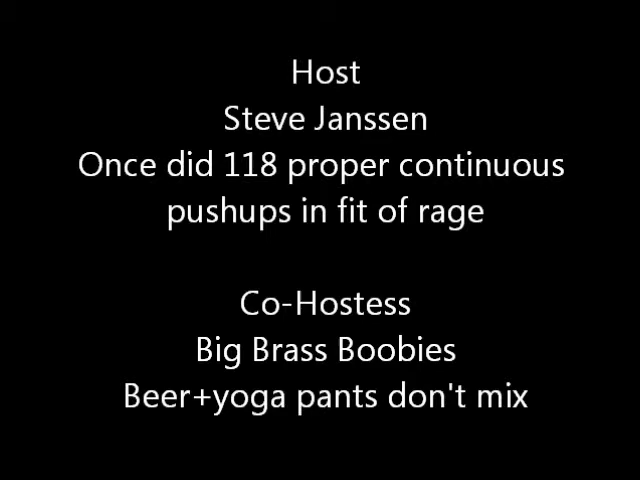 Host
Steve Janssen
Once did 118 proper continuous
pushups in fit of rage
Co-Hostess
Big Brass Boobies
Beer+yoga pants don't mix